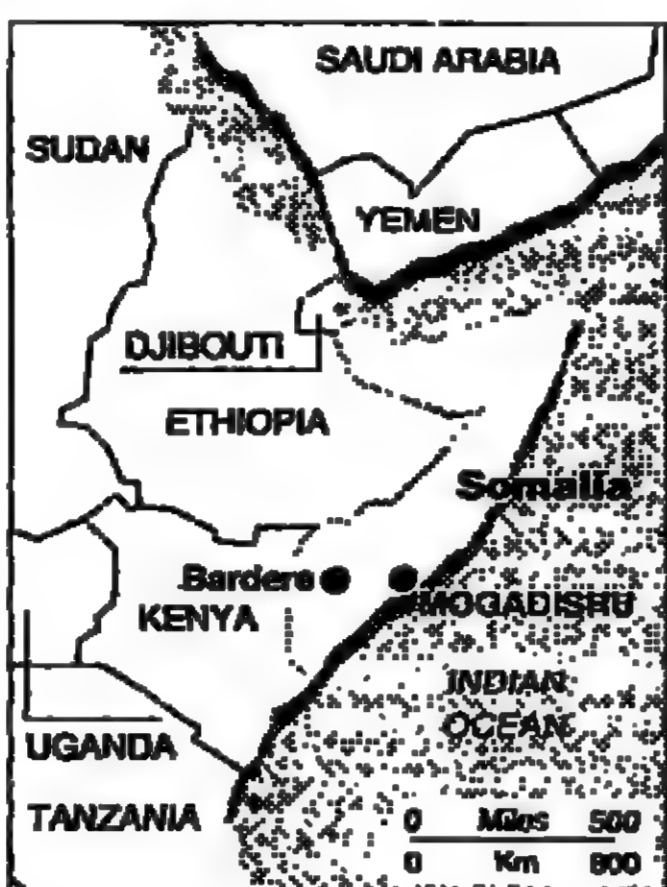 SAUDI ARABIA
SUDAN
YEMEN
DJIBOUTI
ETHIOPIA
Somalia
Bardere
MOGADISHU
KENYA
INDIAN
OCEAN
UGANDA
TANZANIA
0 Miles 500
0 Km 800